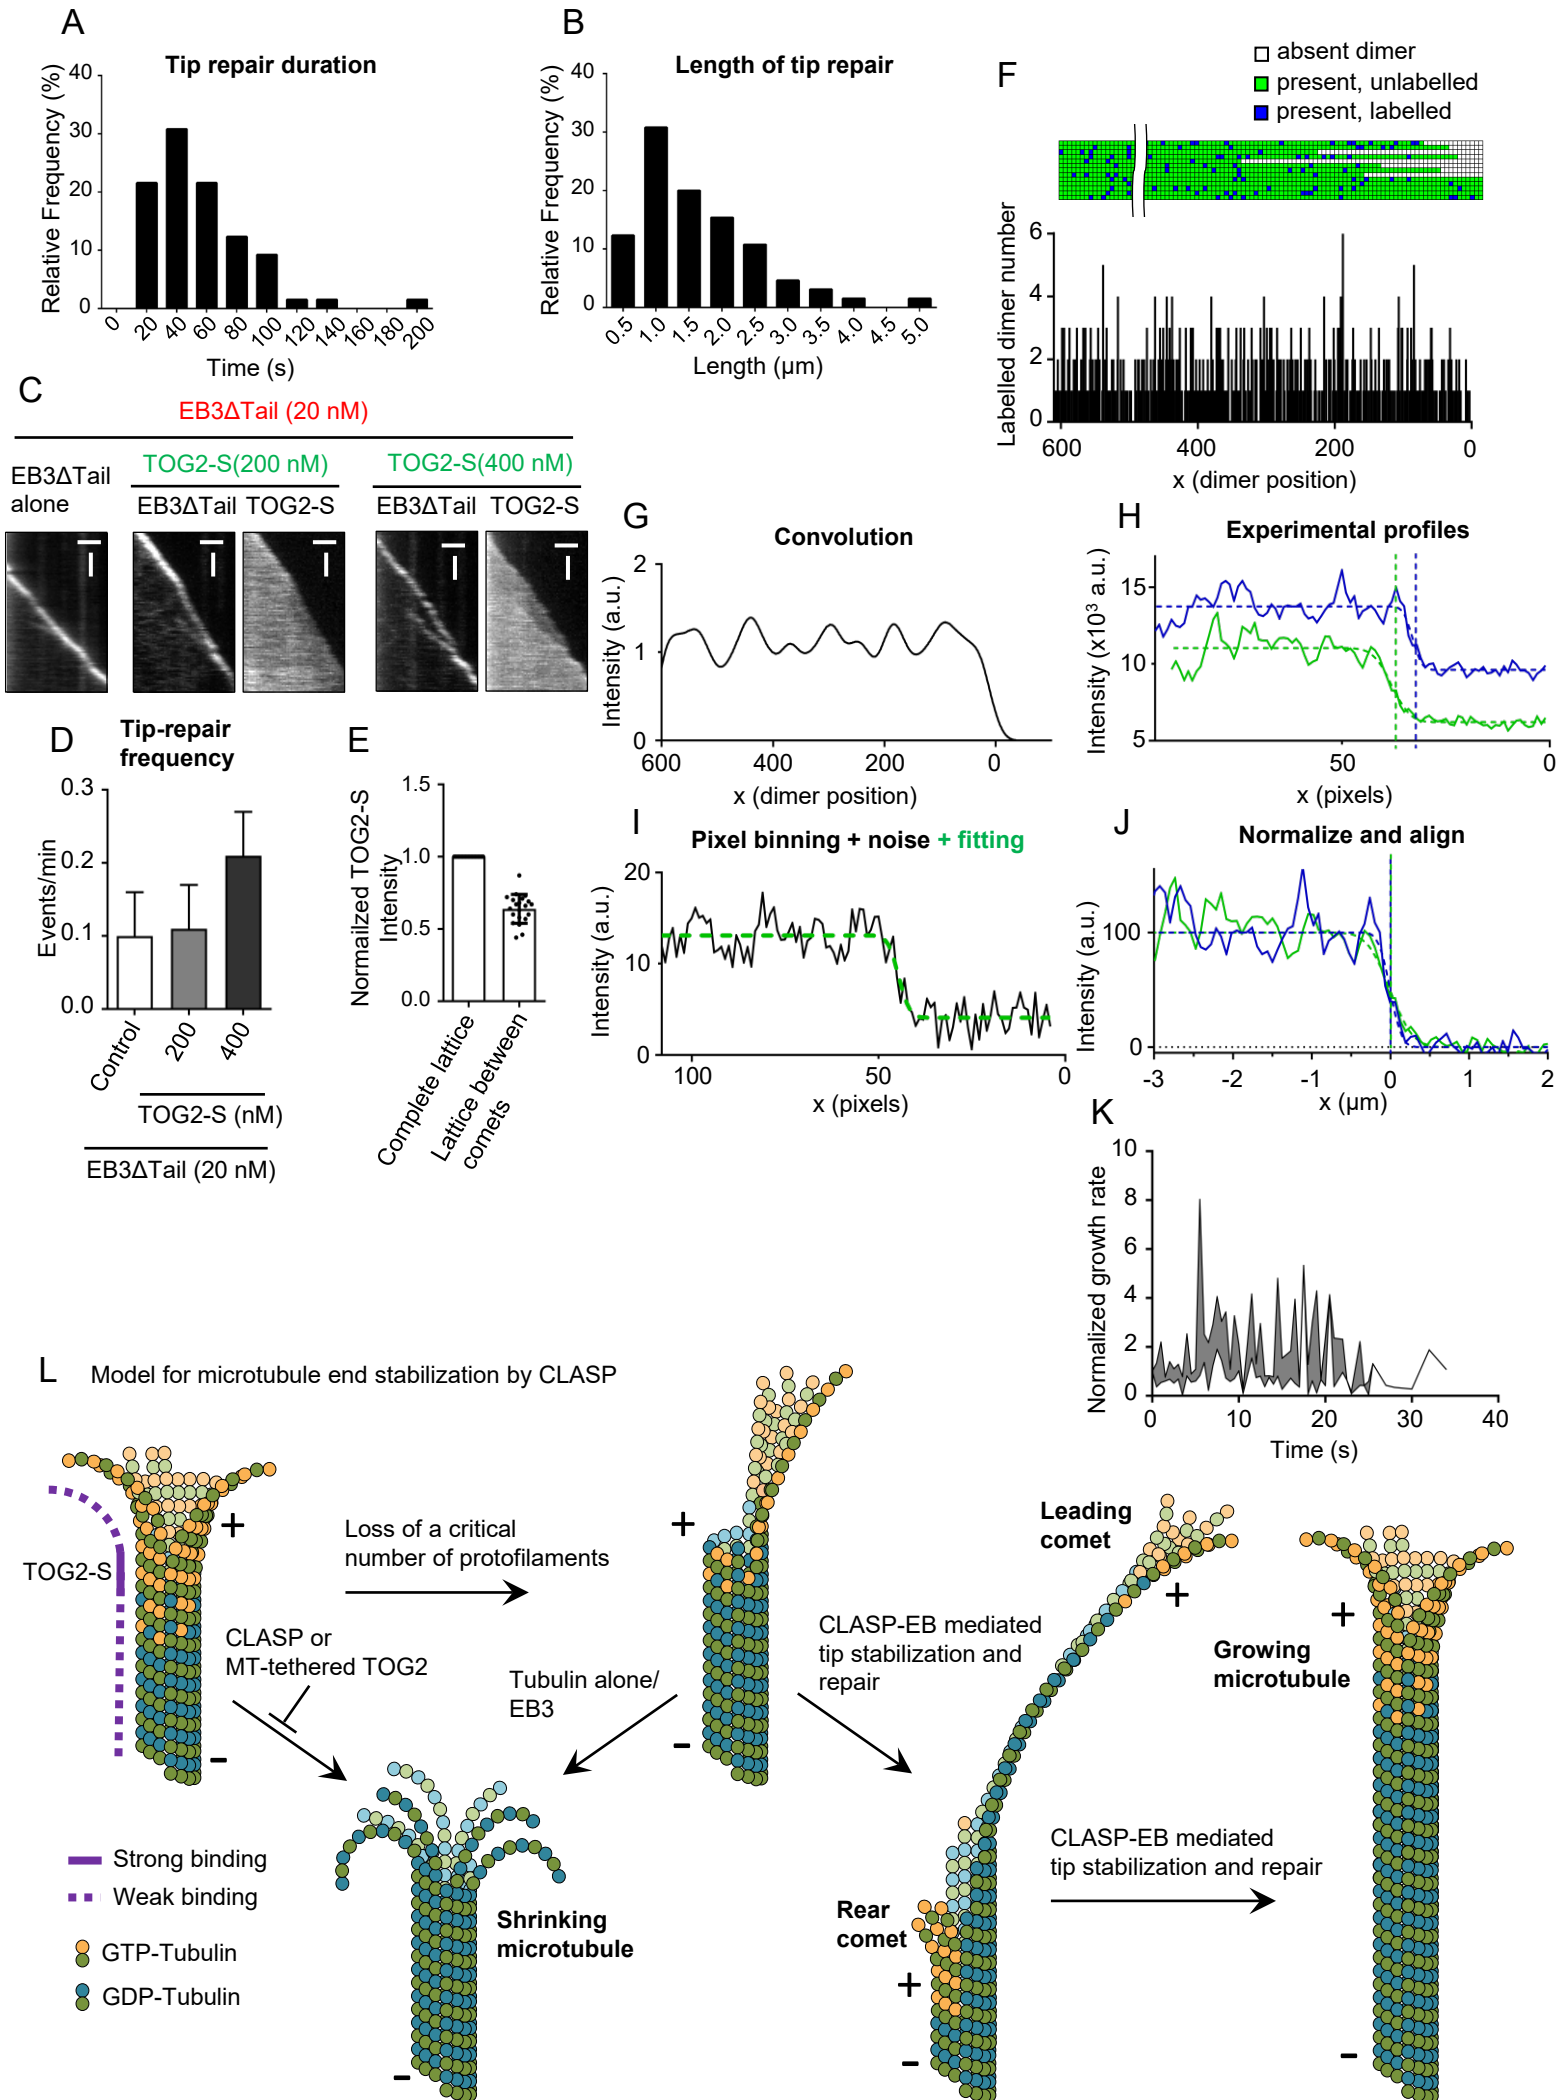 A
Tip repair duration
Relative Frequency (%)
40
30
20
10
0
0 20 40 60 80 100 120 140 160 180 200
Time (s)
B
Length of tip repair
Relative Frequency (%)
40
30
20
10
0
0.5 1.0 1.5 2.0 2.5 3.0 3.5 4.0 4.5 5.0
Length (µm)
C
EB3ΔTail (20 nM)
EB3ΔTail
alone
TOG2-S(200 nM)
EB3ΔTail TOG2-S
TOG2-S(400 nM)
EB3ΔTail TOG2-S
D
Tip-repair
frequency
Events/min
0.3
0.2
0.1
0.0
Control 200 400
TOG2-S (nM)
EB3ΔTail (20 nM)
E
Normailzed TOG2-S
Intensity
1.5
1.0
0.5
0.0
Complete lattice
Lattice between
comets
F
absent dimer
present, unlabelled
present, labelled
Labelled dimer number
6
4
2
0
600 400 200 0
x (dimer position)
G
Convolution
Intensity (a.u.)
2
1
0
600 400 200 0
x (dimer position)
H
Experimental profiles
Intensity (x10³ a.u.)
15
10
5
50 0
x (pixels)
I
Pixel binning + noise + fitting
Intensity (a.u.)
20
10
0
100 50 0
x (pixels)
J
Normalize and align
Intensity (a.u.)
100
0
-3 -2 -1 0 1 2
x (µm)
K
Normalized growth rate
10
8
6
4
2
0
0 10 20 30 40
Time (s)
L
Model for microtubule end stabilization by CLASP
TOG2-S
+
-
Loss of a critical
number of protofilaments
CLASP or
MT-tethered TOG2
+
-
Tubulin alone/
EB3
CLASP-EB mediated
tip stabilization and
repair
Leading
comet
+
Rear
comet
+
-
CLASP-EB mediated
tip stabilization and repair
Growing
microtubule
+
-
Shrinking
microtubule
-
Strong binding
Weak binding
GTP-Tubulin
GDP-Tubulin